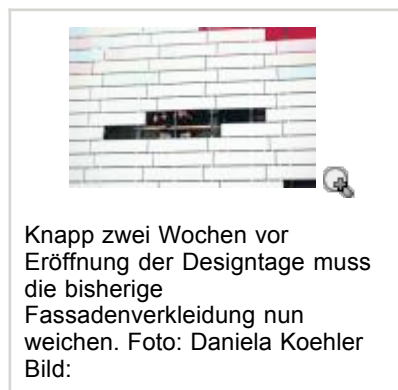 Knapp zwei Wochen vor
Eröffnung der Designtage muss
die bisherige
Fassadenverkleidung nun
weichen. Foto: Daniela Koehler
Bild: